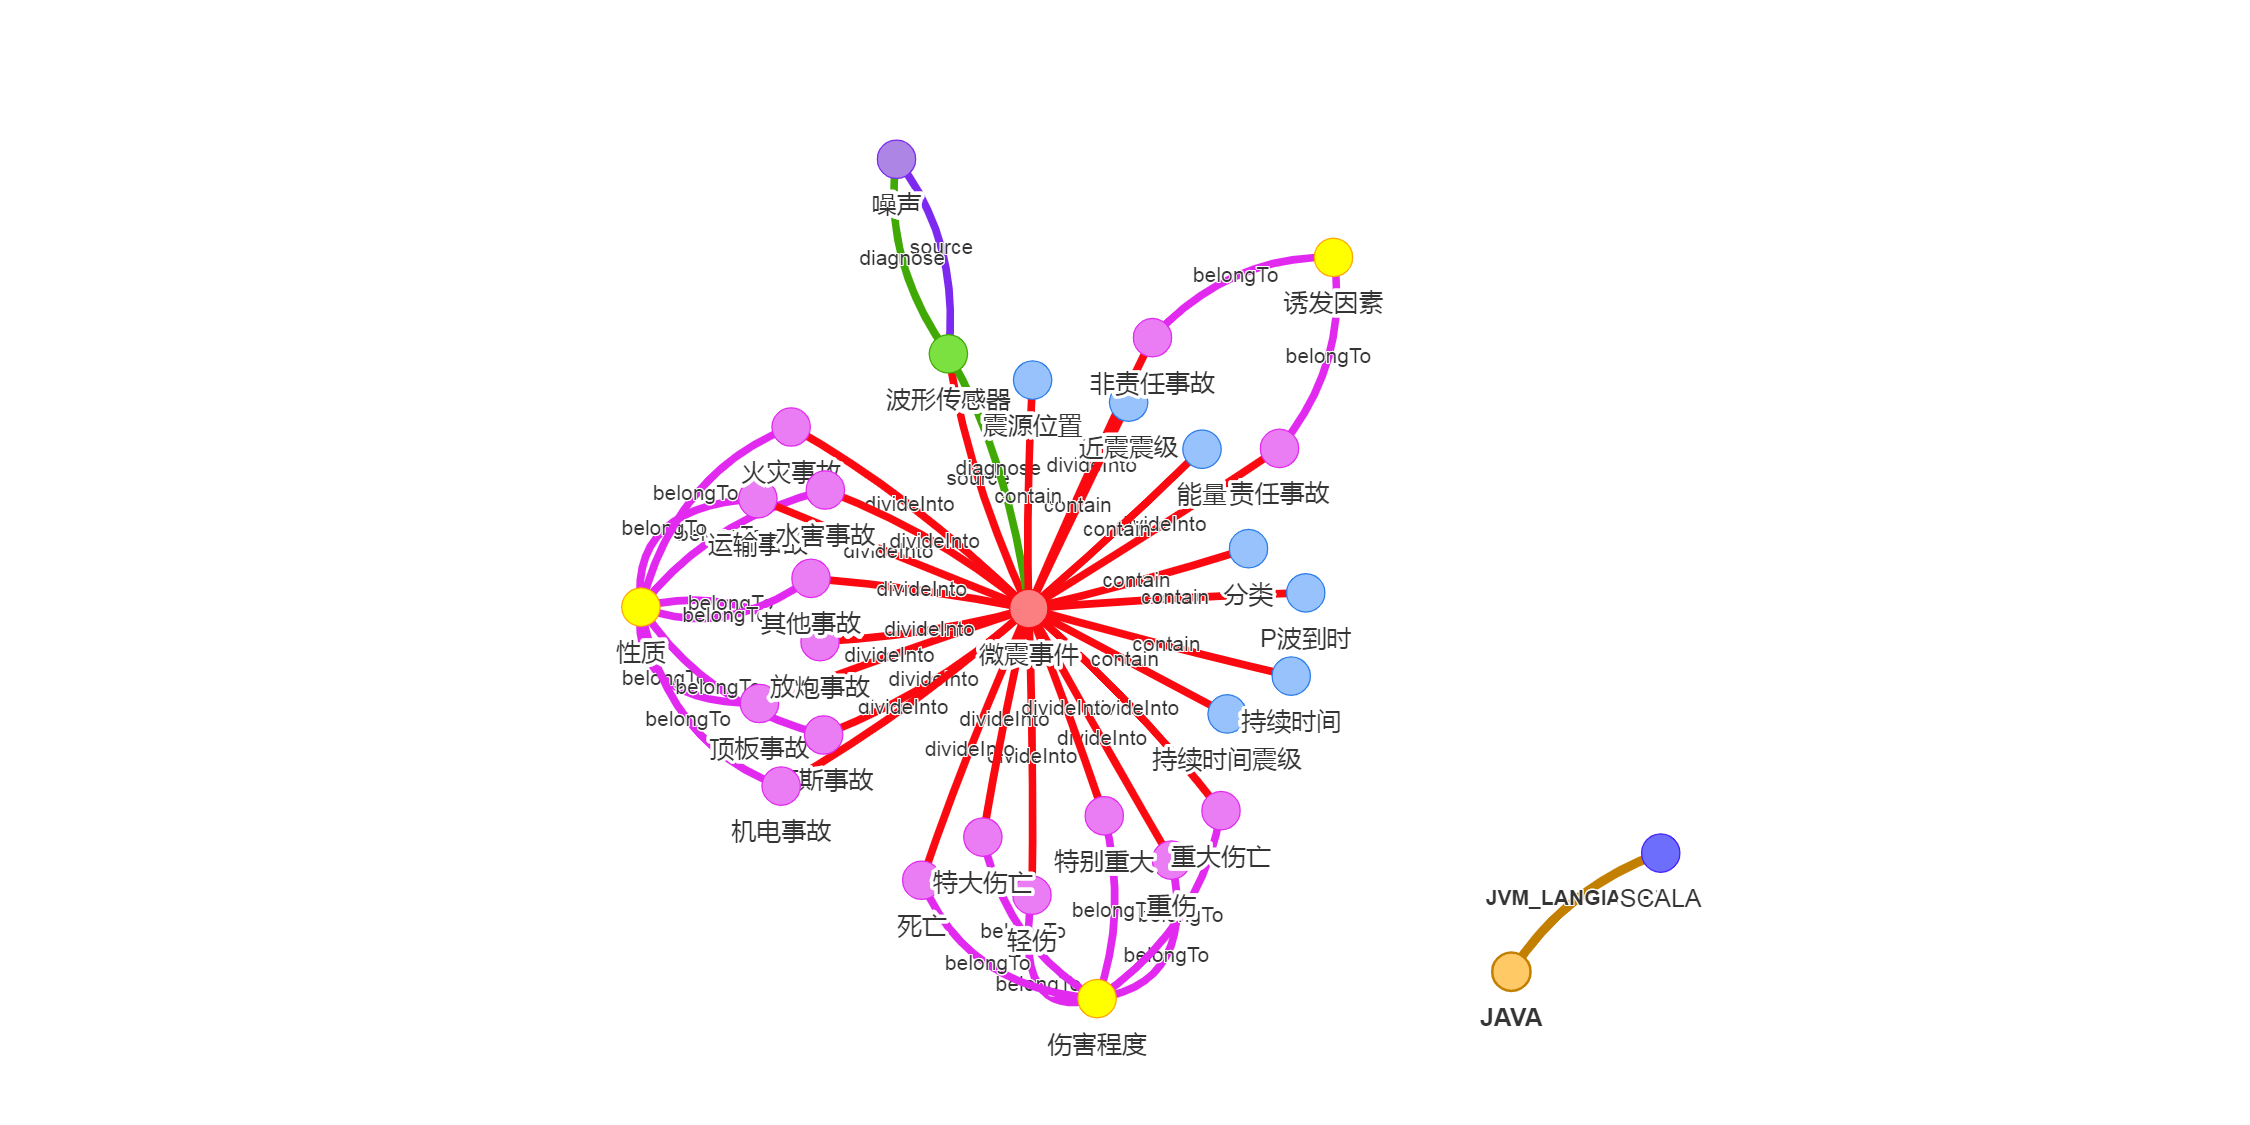 噪声
source
diagnose
belongTo
诱发因素
belongTo
非责任事故
波形传感器
震源位置
近震震级
diagnose
divideInto
source
火灾事故
能量
责任事故
contain
contain
belongTo
divideInto
belongTo
contain
divideInto
水害事故
运输事故
divideInto
divideInto
contain
divideInto
分类
contain
belongTo
belongTo
其他事故
divideInto
P波到时
contain
性质
微震事件
divideInto
contain
belongTo
belongTo
放炮事故
divideInto
divideInto
divideInto
divideInto
belongTo
divideInto
持续时间
divideInto
顶板事故
divideInto
divideInto
持续时间震级
斯事故
机电事故
特别重大
重大伤亡
特大伤亡
重伤
belongTo
belongTo
死亡
轻伤
belongTo
belongTo
belongTo
belongTo
伤害程度
SCALA
JAVA